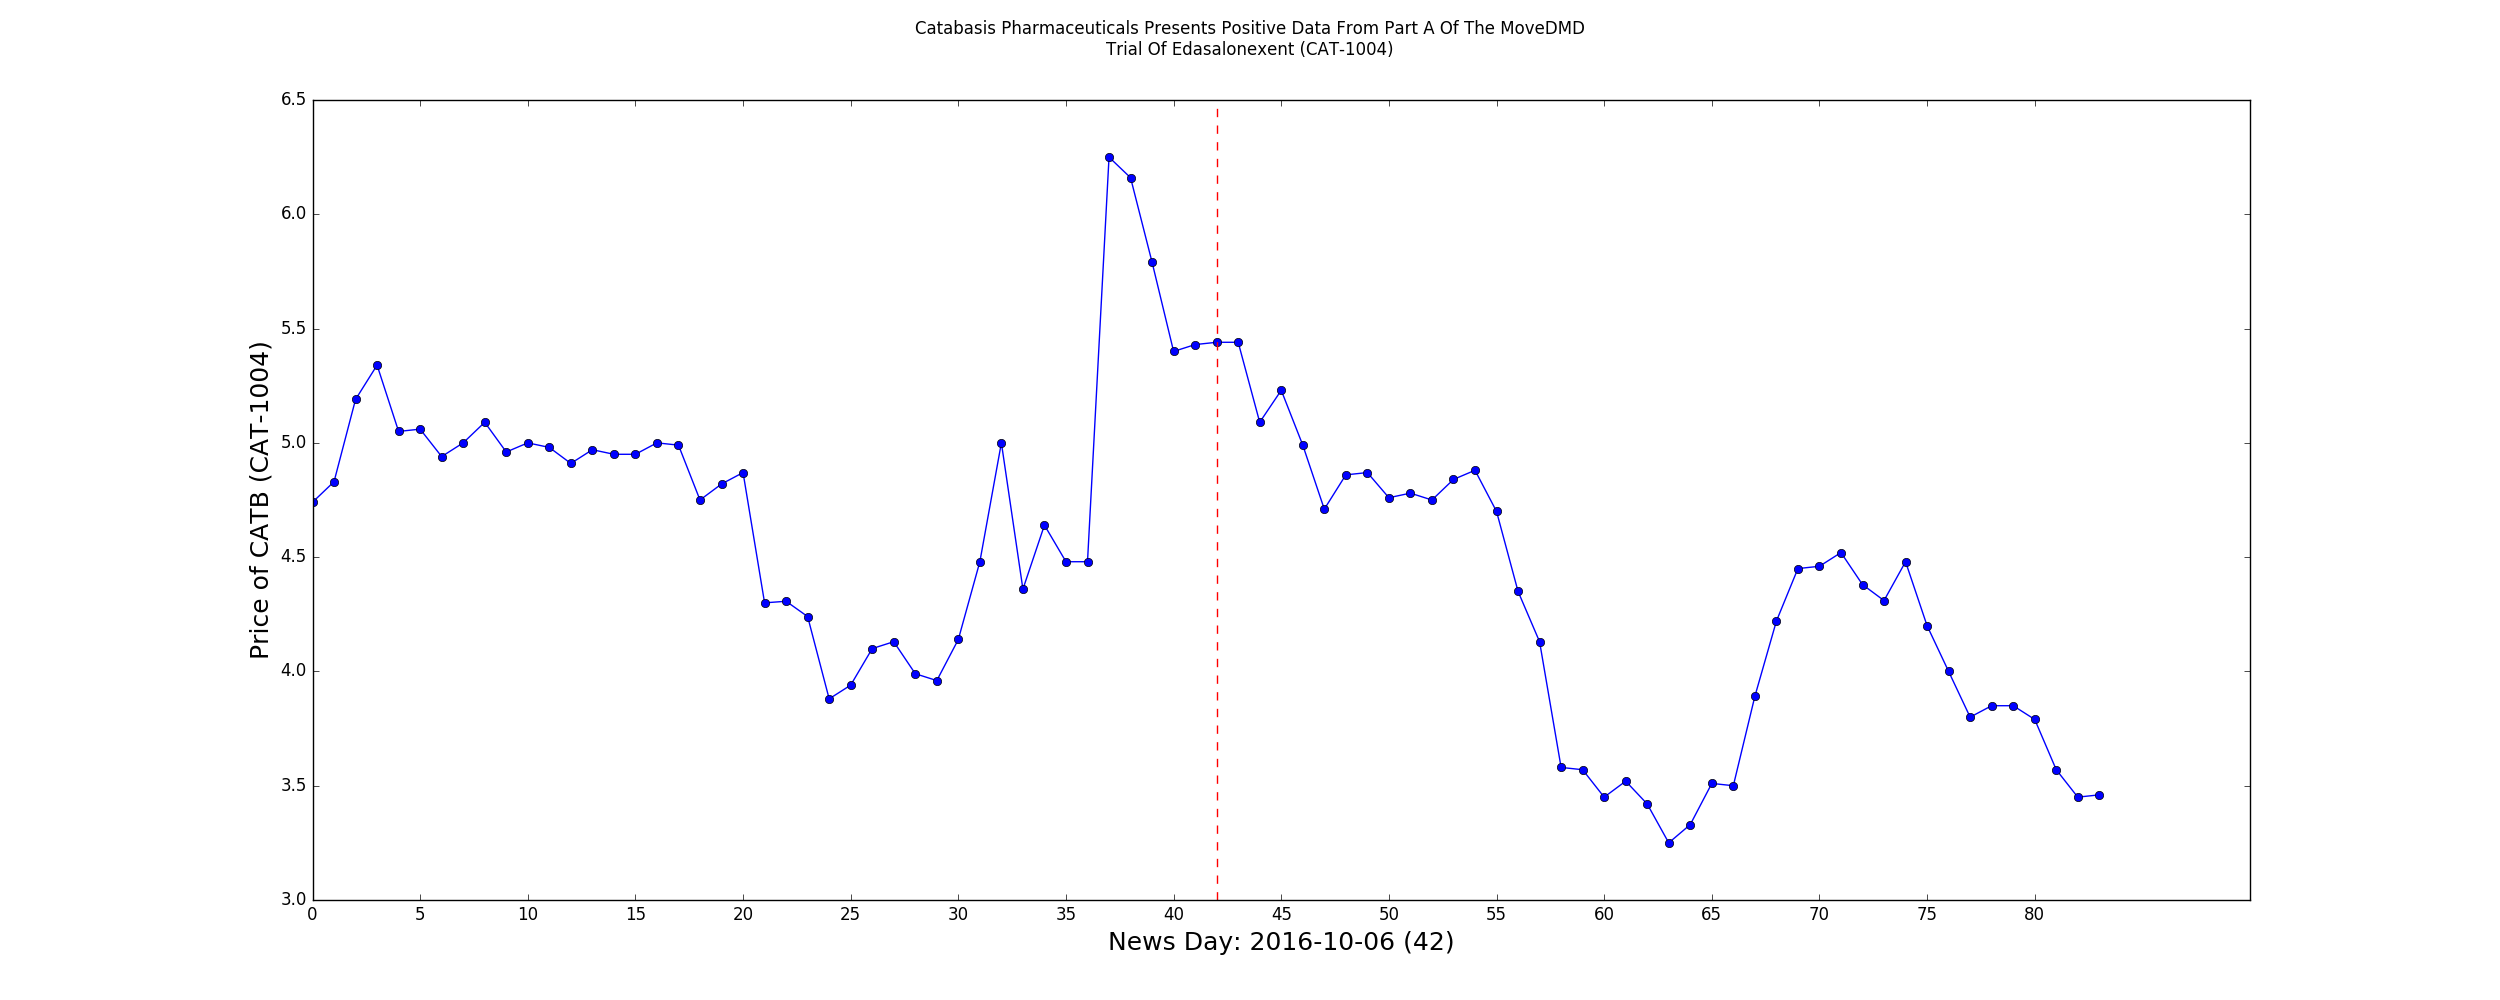 Catabasis Pharmaceuticals Presents Positive Data From Part A Of The MoveDMD
Trial Of Edasalonexent (CAT-1004)
6.5
6.0
5.5
5.0
4.5
4.0
3.5
3.0
Price of CATB (CAT-1004)
0 5 10 15 20 25 30 35 40 45 50 55 60 65 70 75 80
News Day: 2016-10-06 (42)